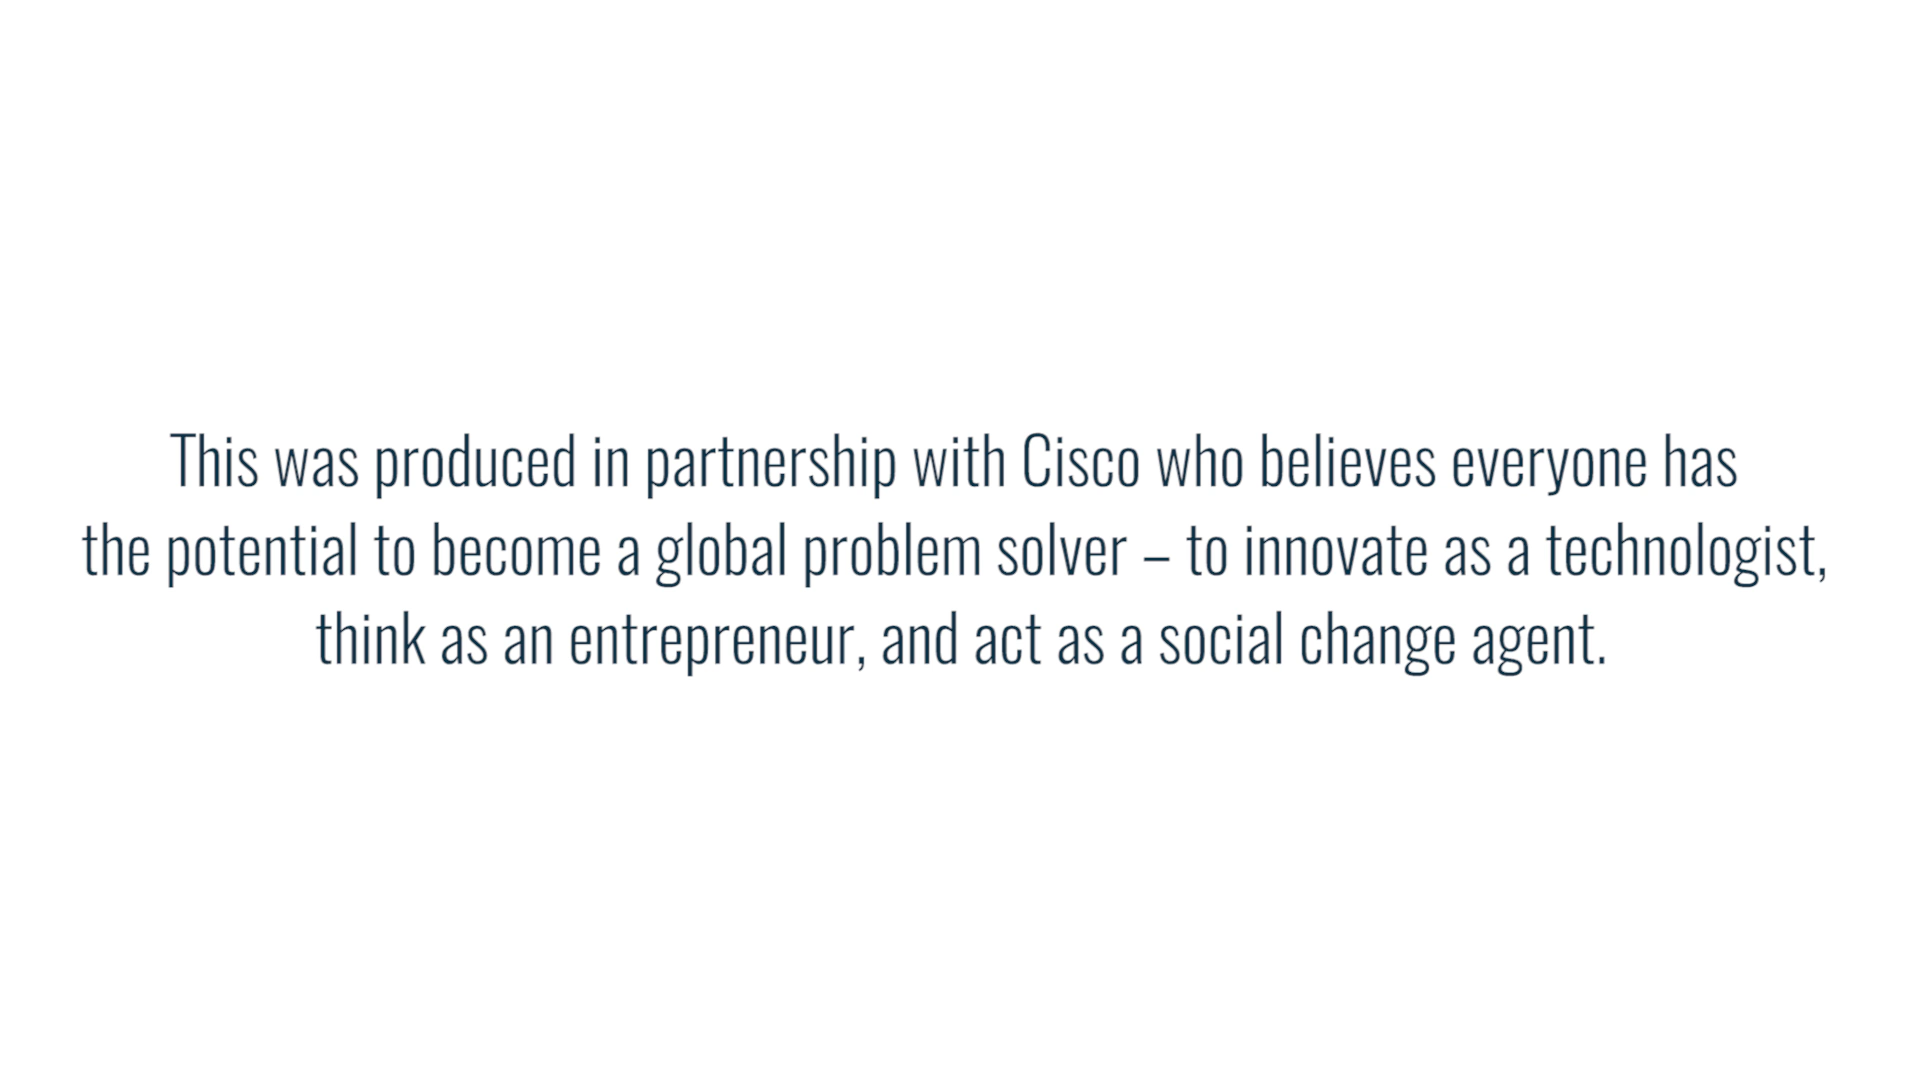 This was produced in partnership with Cisco who believes everyone has
the potential to become a global problem solver – to innovate as a technologist,
think as an entrepreneur, and act as a social change agent.